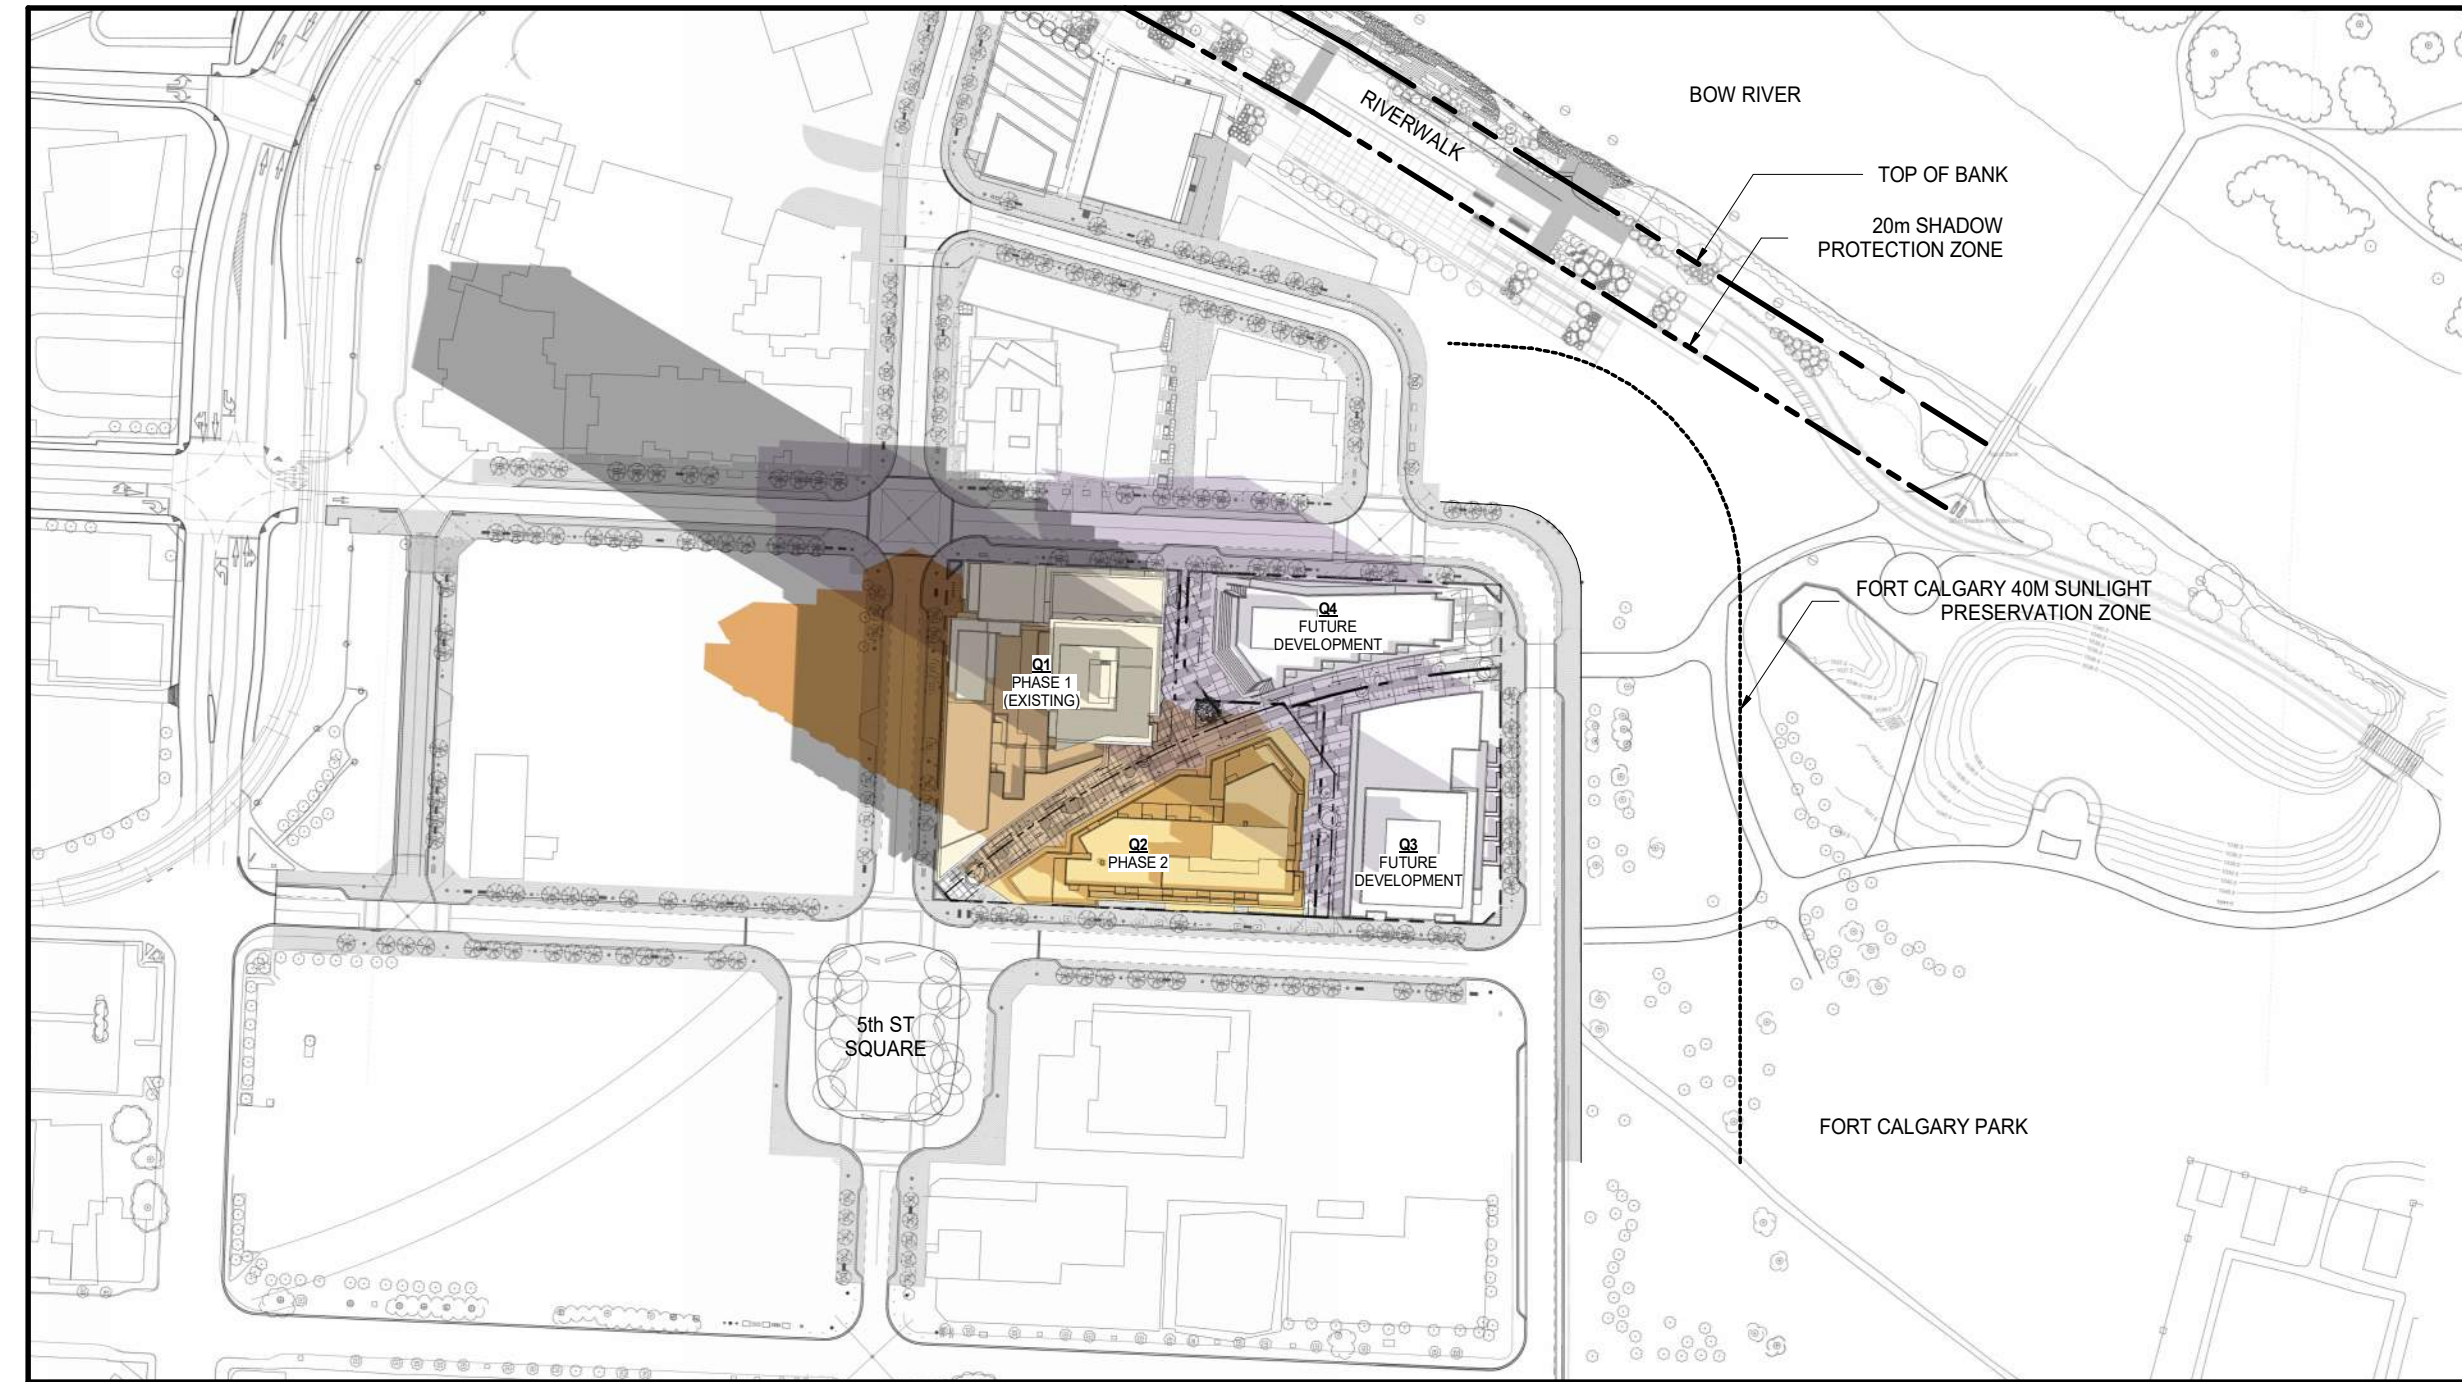 BOW RIVER
RIVERWALK
TOP OF BANK
20m SHADOW
PROTECTION ZONE
FORT CALGARY 40M SUNLIGHT
PRESERVATION ZONE
Q4
FUTURE
DEVELOPMENT
Q1
PHASE 1
(EXISTING)
Q2
PHASE 2
Q3
FUTURE
DEVELOPMENT
5th ST
SQUARE
FORT CALGARY PARK